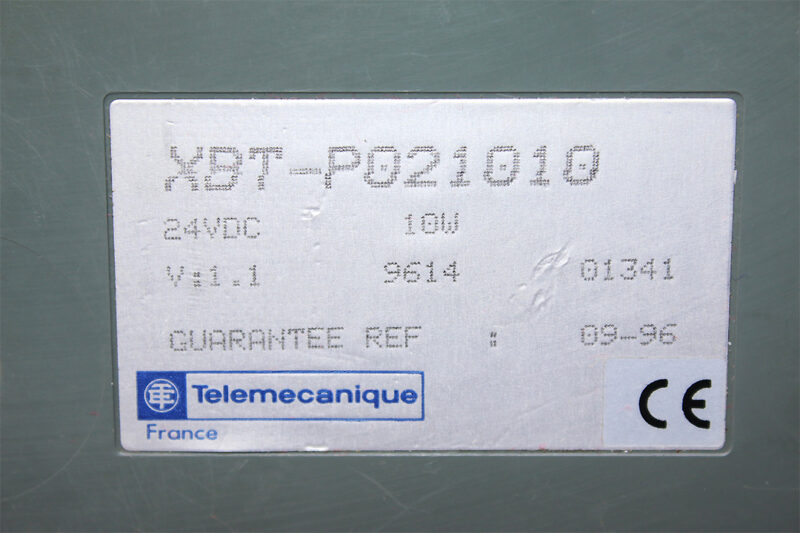 XBT-P021010
24VDC 10W
V:1.1 9614 01341
GUARANTEE REF : 09-96
Telemecanique
France
CE